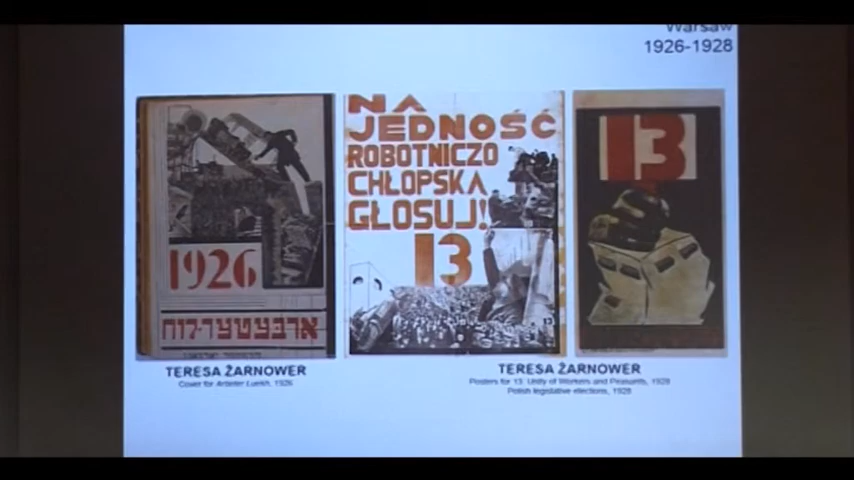 Warsaw
1926-1928
1926
ארבעטער-לוח
NA
JEDNOŚĆ
ROBOTNICZO
CHŁOPSKA
GŁOSUJ!
13
13
13
TERESA ŻARNOWER
Cover for Arbeter Luekh, 1926
TERESA ŻARNOWER
Posters for 13: Unity of Workers and Peasants, 1928
Polish legislative elections, 1928